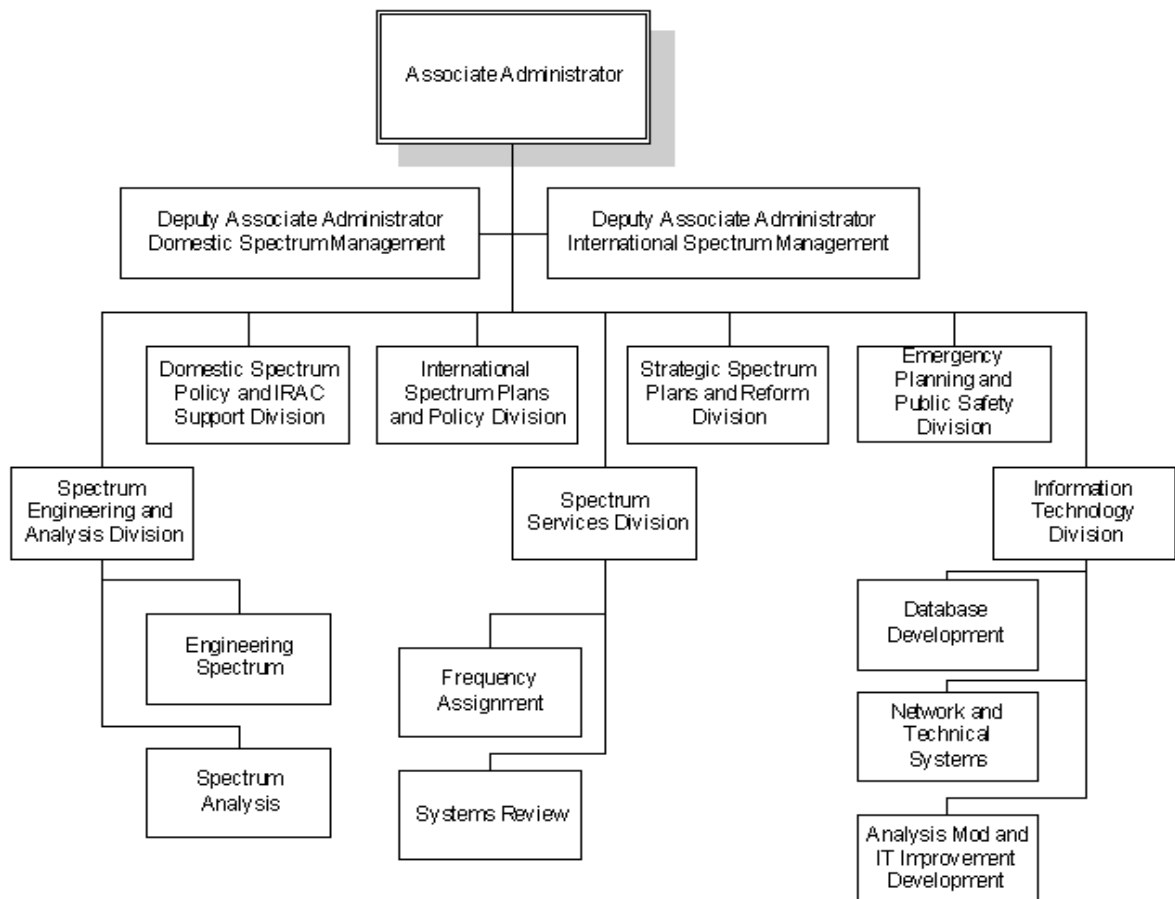 Associate Administrator
Deputy Associate Administrator
Domestic Spectrum Management
Deputy Associate Administrator
International Spectrum Management
Domestic Spectrum
Policy and IRAC
Support Division
International
Spectrum Plans
and Policy Division
Strategic Spectrum
Plans and Reform
Division
Emergency
Planning and
Public Safety
Division
Spectrum
Engineering and
Analysis Division
Spectrum
Services Division
Information
Technology
Division
Engineering
Spectrum
Spectrum
Analysis
Frequency
Assignment
Systems Review
Database
Development
Network and
Technical
Systems
Analysis Mod and
IT Improvement
Development